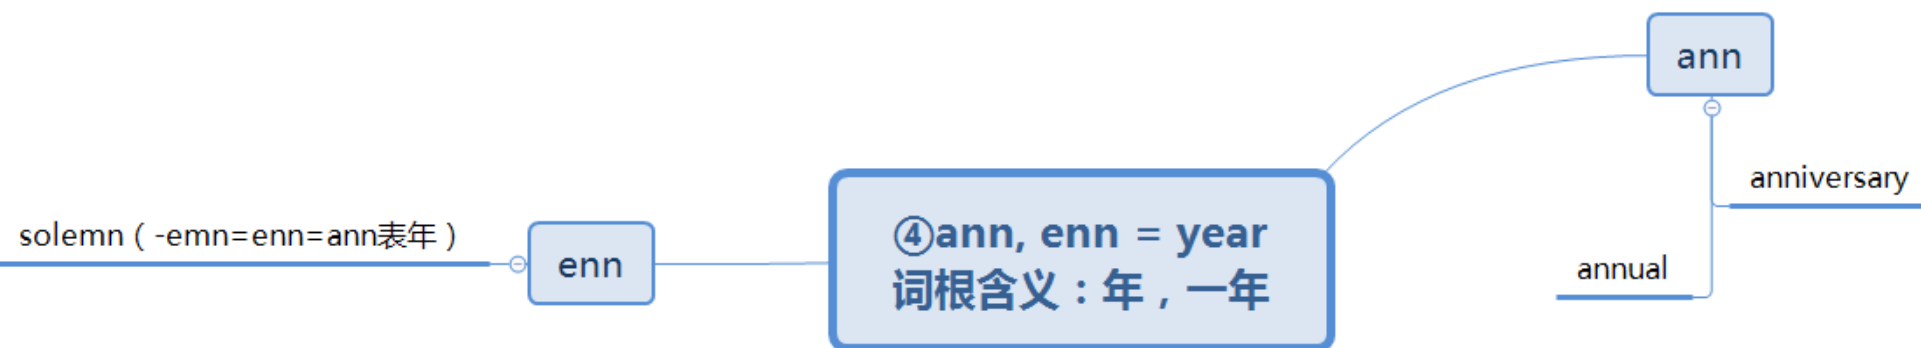 ann
anniversary
annual
④ann, enn = year
词根含义：年，一年
enn
solemn（-emn=enn=ann表年）